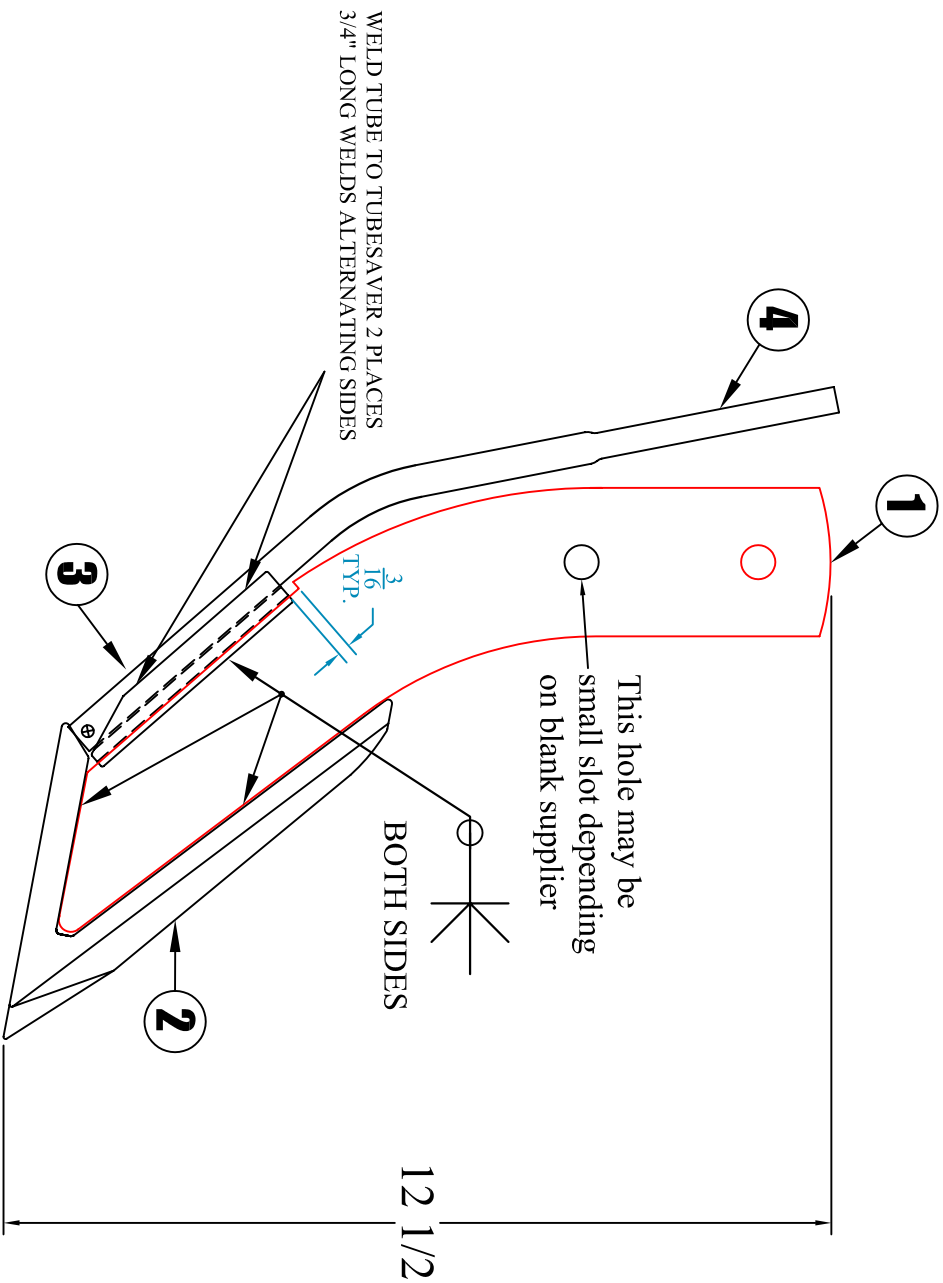 WELD TUBE TO TUBESAVER 2 PLACES
3/4" LONG WELDS ALTERNATING SIDES
4
1
3
2
3
16
TYP.
This hole may be
small slot depending
on blank supplier
BOTH SIDES
12 1/2